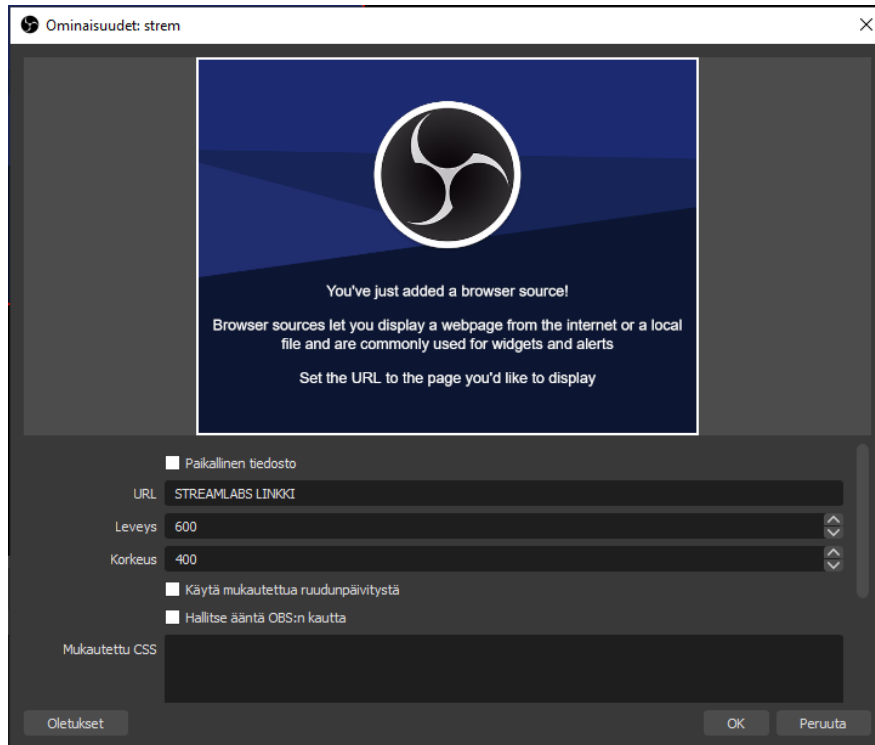 Ominaisuudet: strem
You've just added a browser source!
Browser sources let you display a webpage from the internet or a local
file and are commonly used for widgets and alerts
Set the URL to the page you'd like to display
Paikallinen tiedosto
URL STREAMLABS LINKKI
Leveys 600
Korkeus 400
Käytä mukautettua ruudunpäivitystä
Hallitse ääntä OBS:n kautta
Mukautettu CSS
Oletukset OK Peruuta